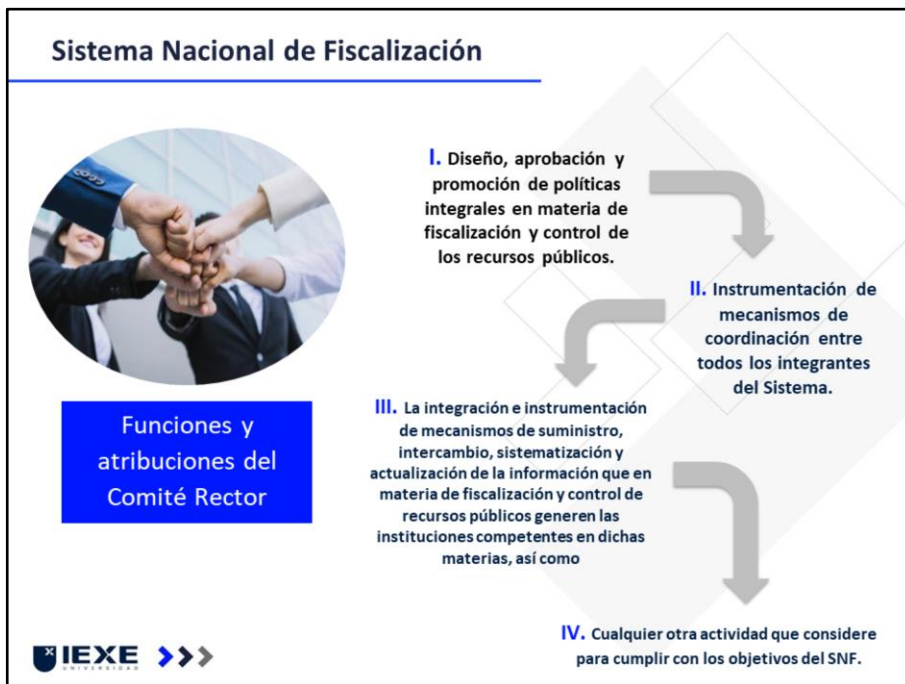 Sistema Nacional de Fiscalización
I. Diseño, aprobación y
promoción de políticas
integrales en materia de
fiscalización y control de
los recursos públicos.
II. Instrumentación de
mecanismos de
coordinación entre
todos los integrantes
del Sistema.
Funciones y
atribuciones del
Comité Rector
III. La integración e instrumentación
de mecanismos de suministro,
intercambio, sistematización y
actualización de la información que en
materia de fiscalización y control de
recursos públicos generen las
instituciones competentes en dichas
materias, así como
IV. Cualquier otra actividad que considere
para cumplir con los objetivos del SNF.
IEXE
UNIVERSIDAD